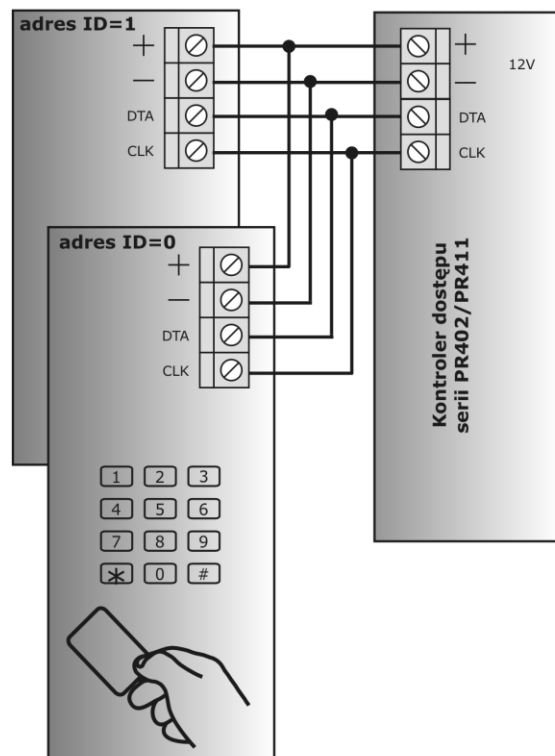 adres ID=1
+
—
DTA
CLK
+
—
DTA
CLK
12V
adres ID=0
+
—
DTA
CLK
Kontroler dostępu
serii PR402/PR411
1 2 3
4 5 6
7 8 9
* 0 #